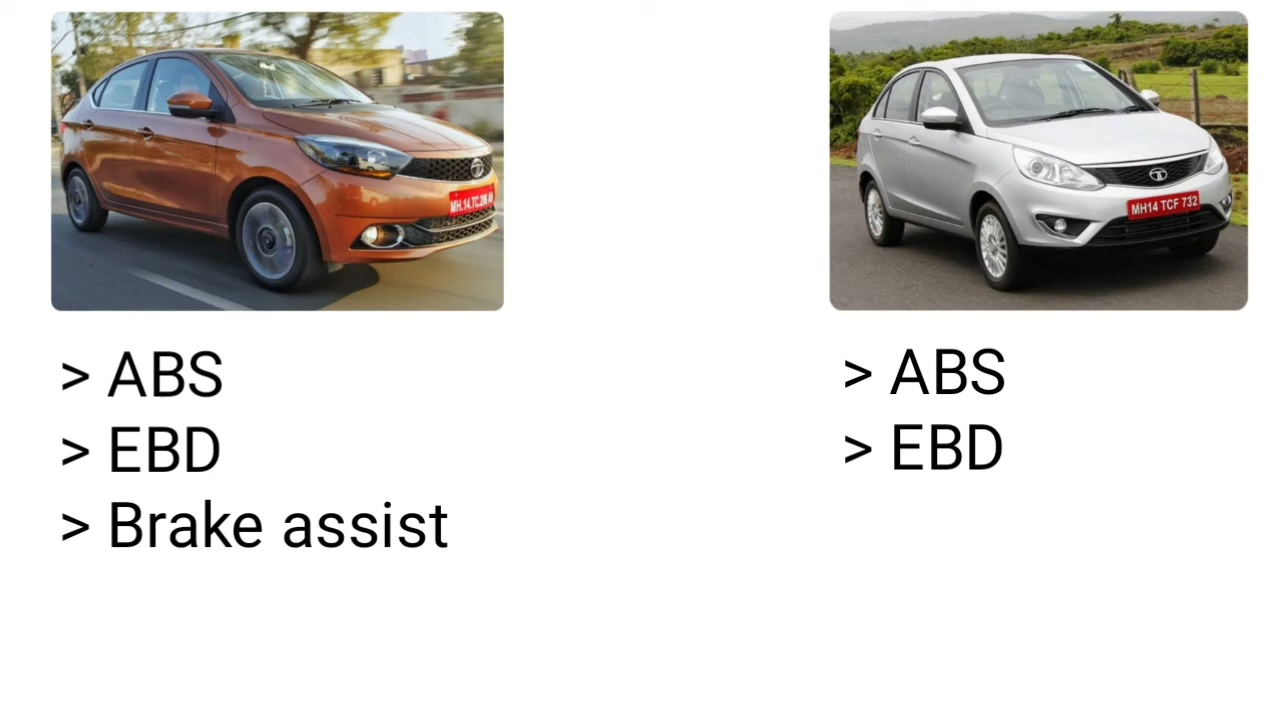 MH14 TCF 732
> ABS
> EBD
> Brake assist
> ABS
> EBD